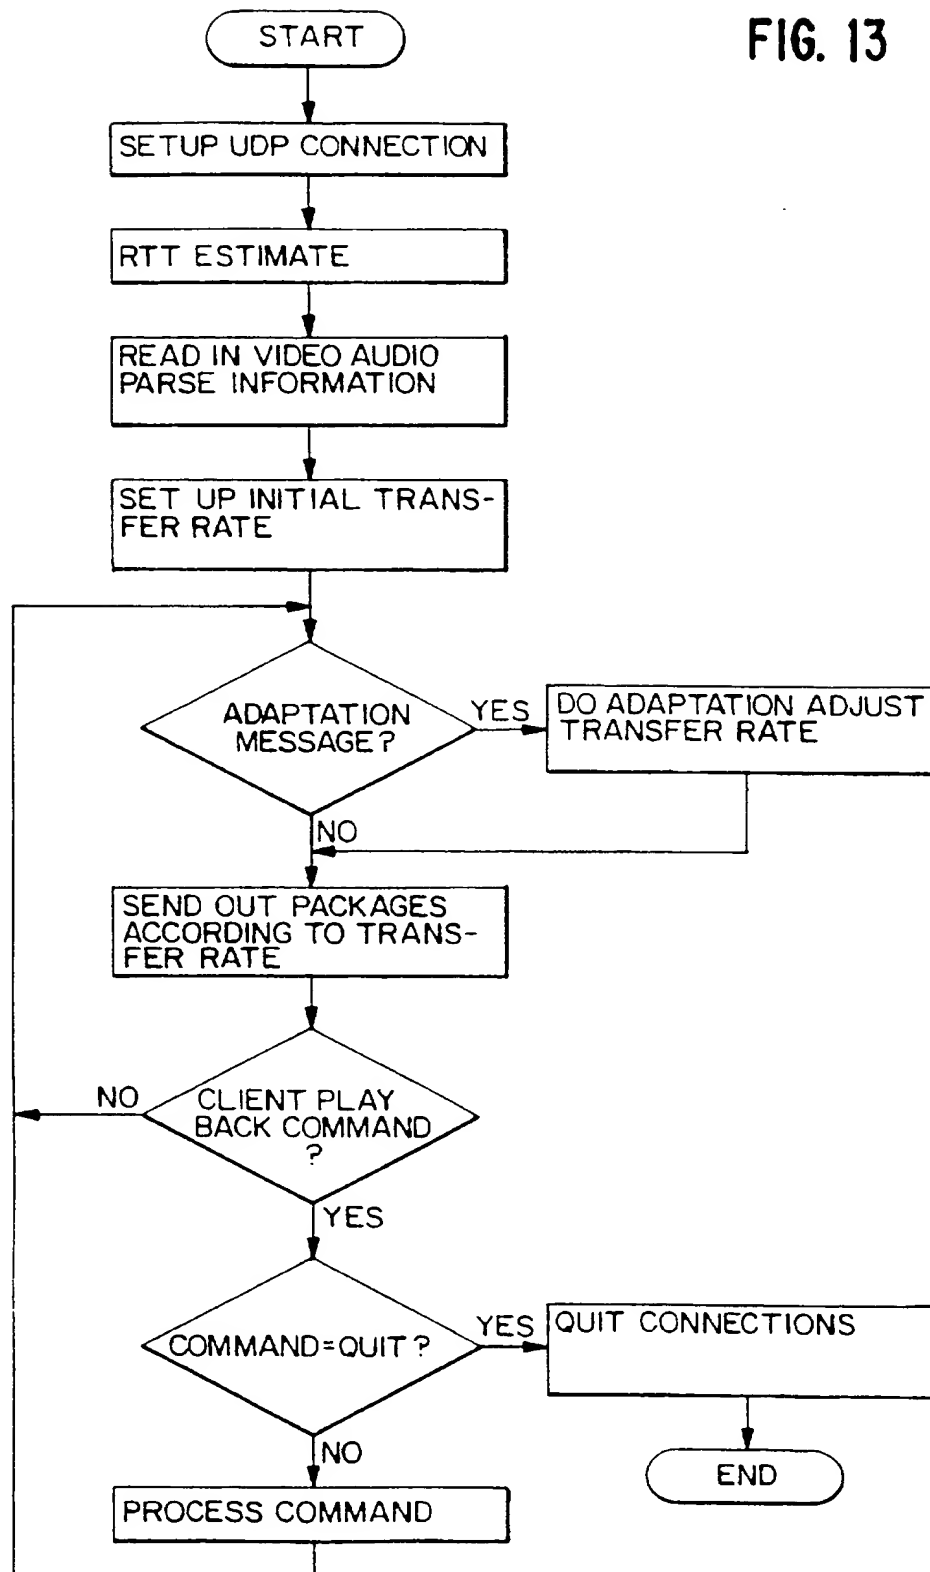 START
FIG. 13
SETUP UDP CONNECTION
RTT ESTIMATE
READ IN VIDEO AUDIO
PARSE INFORMATION
SET UP INITIAL TRANS-
FER RATE
ADAPTATION
MESSAGE?
YES
DO ADAPTATION ADJUST
TRANSFER RATE
NO
SEND OUT PACKAGES
ACCORDING TO TRANS-
FER RATE
NO
CLIENT PLAY
BACK COMMAND
?
YES
COMMAND=QUIT?
YES
QUIT CONNECTIONS
NO
END
PROCESS COMMAND